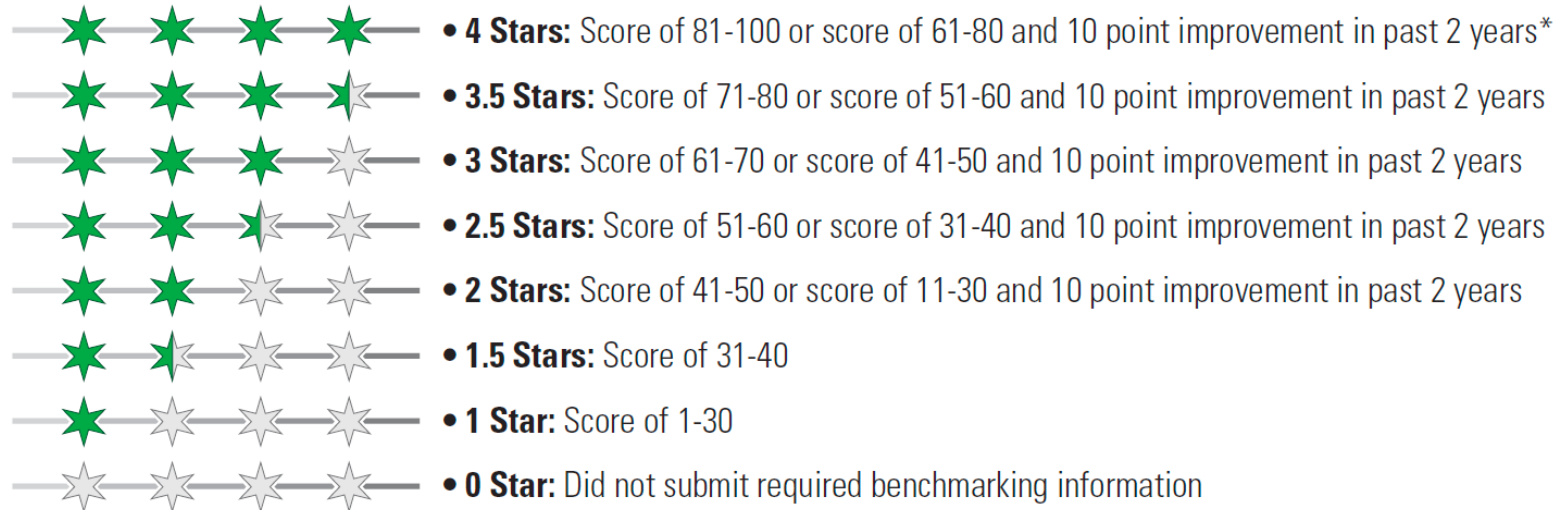 • 4 Stars: Score of 81-100 or score of 61-80 and 10 point improvement in past 2 years*
• 3.5 Stars: Score of 71-80 or score of 51-60 and 10 point improvement in past 2 years
• 3 Stars: Score of 61-70 or score of 41-50 and 10 point improvement in past 2 years
• 2.5 Stars: Score of 51-60 or score of 31-40 and 10 point improvement in past 2 years
• 2 Stars: Score of 41-50 or score of 11-30 and 10 point improvement in past 2 years
• 1.5 Stars: Score of 31-40
• 1 Star: Score of 1-30
• 0 Star: Did not submit required benchmarking information